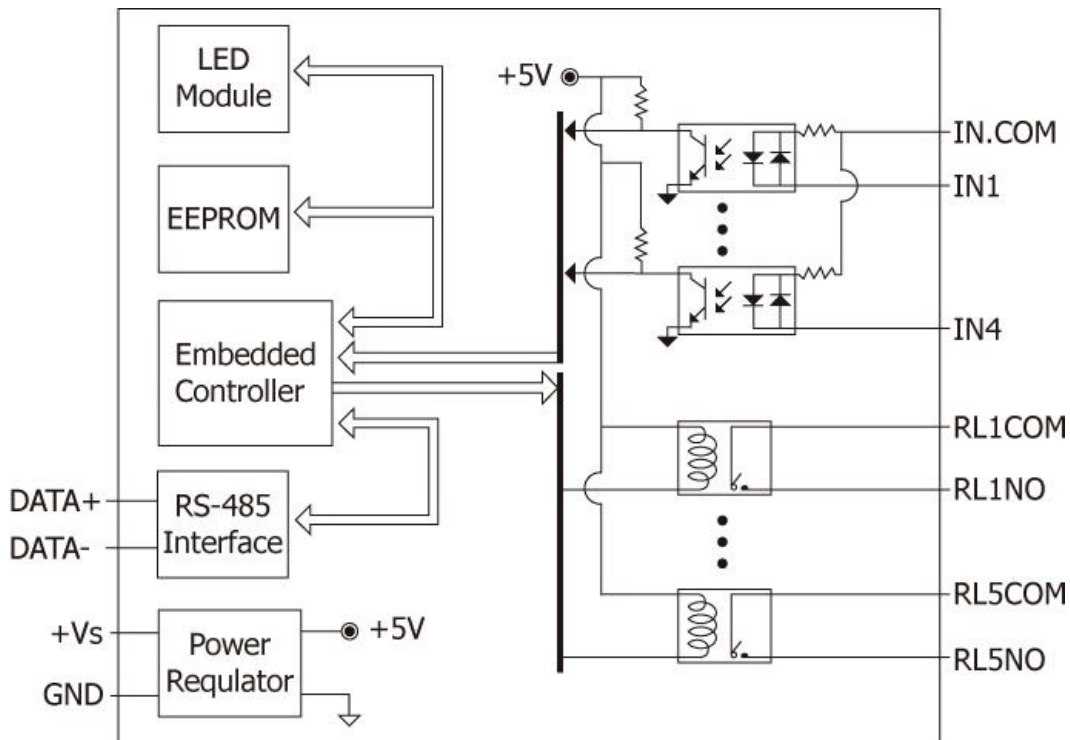 LED
Module
EEPROM
Embedded
Controller
DATA+
DATA-
RS-485
Interface
+Vs
GND
Power
Requlator
+5V
+5V
IN.COM
IN1
IN4
RL1COM
RL1NO
RL5COM
RL5NO